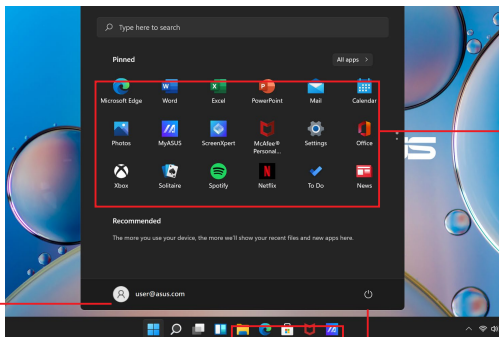 Type here to search
Pinned
All apps >
Microsoft Edge Word Excel PowerPoint Mail Calendar
Photos MyASUS ScreenXpert McAfee® Personal... Settings Office
Xbox Solitaire Spotify Netflix To Do News
Recommended
The more you use your device, the more we'll show your recent files and new apps here.
user@asus.com